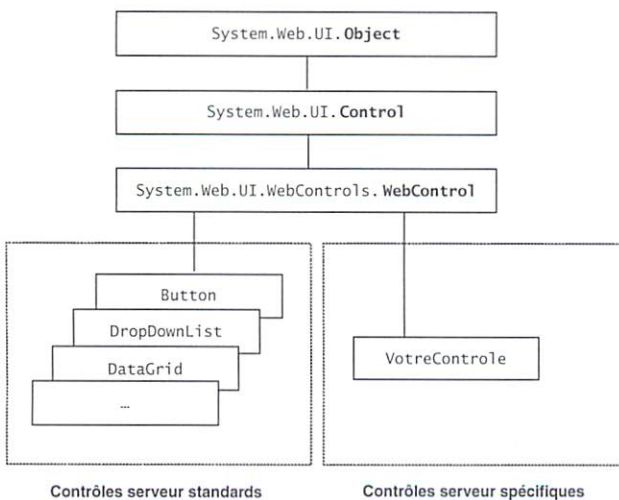 System.Web.UI.Object
System.Web.UI.Control
System.Web.UI.WebControls.WebControl
Button
DropDownList
DataGrid
…
VotreControle
Contrôles serveur standards
Contrôles serveur spécifiques